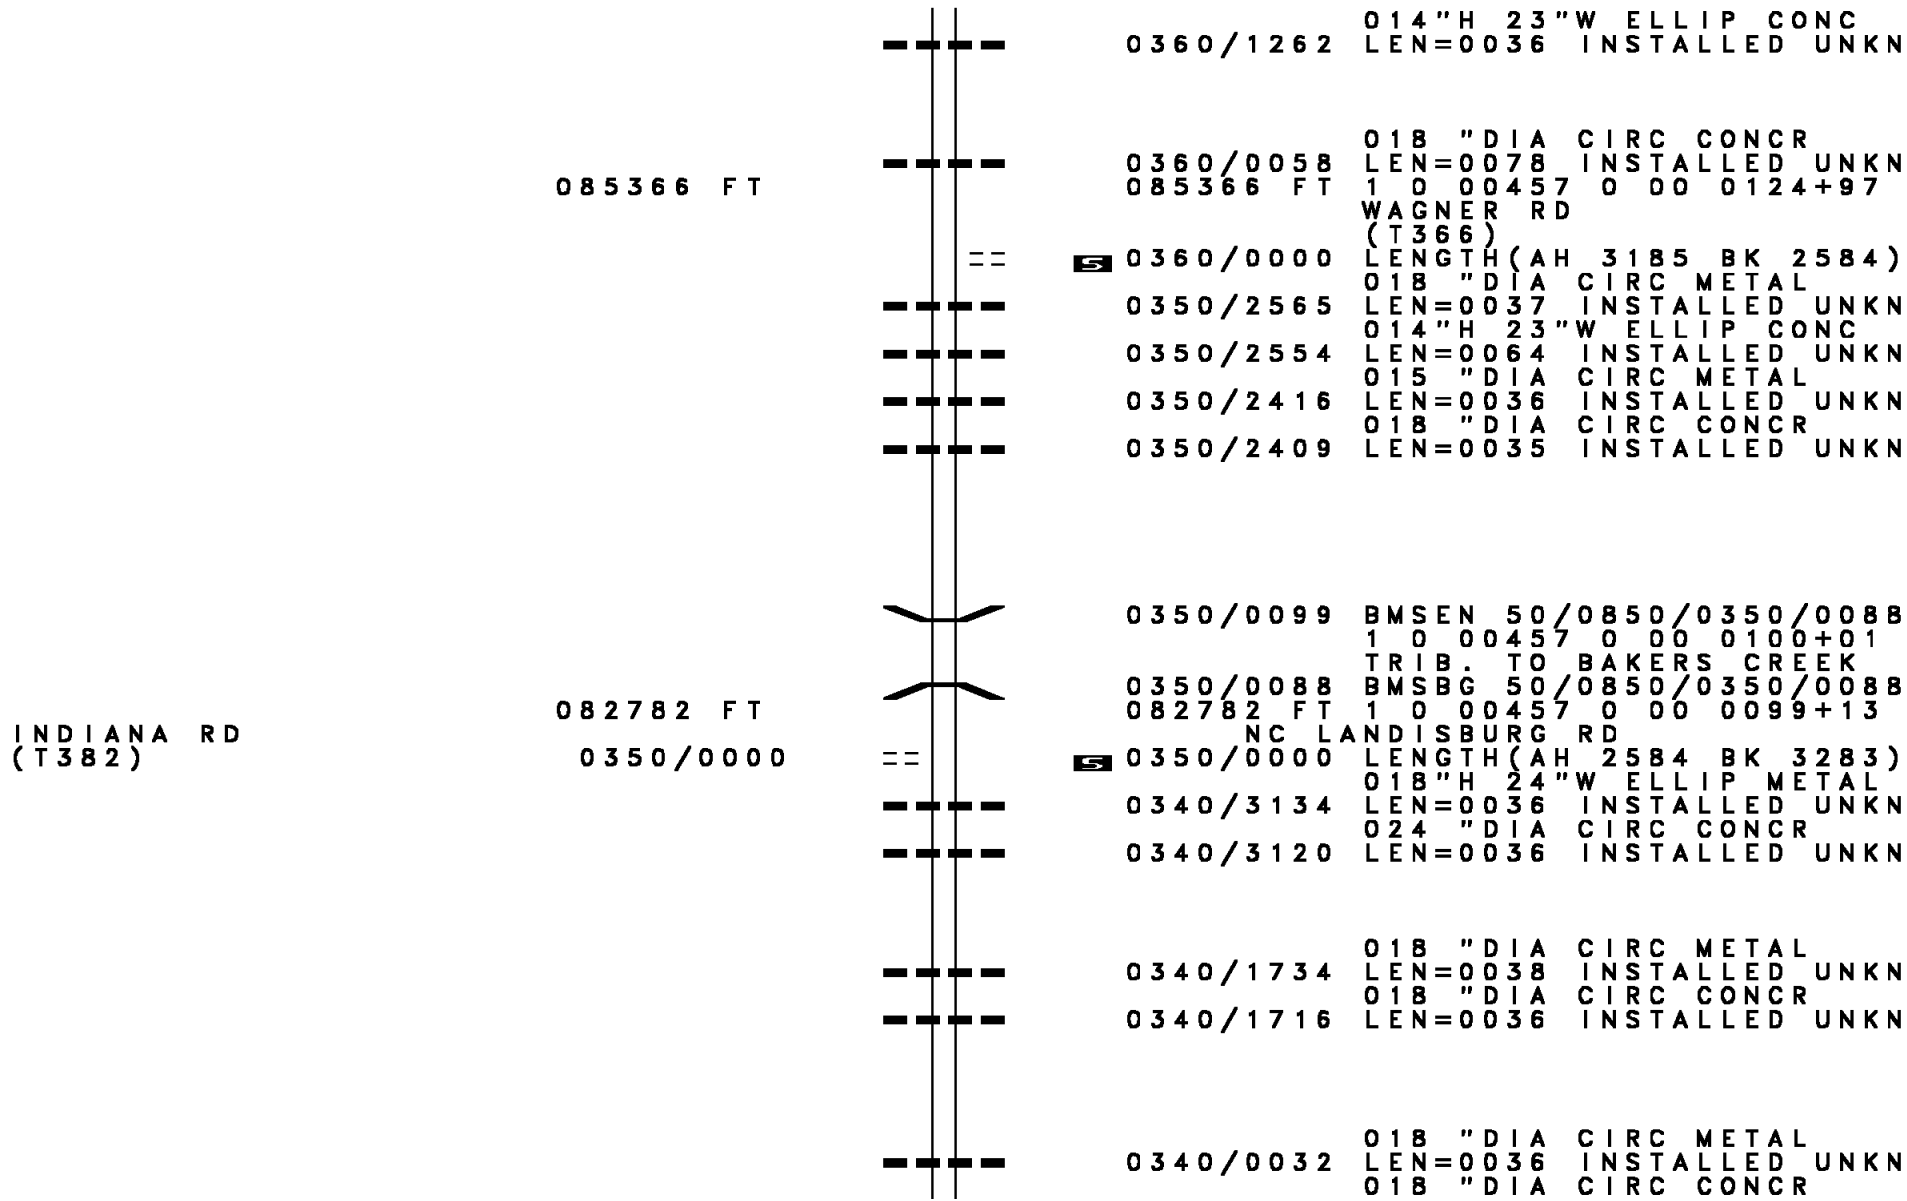 014"H 23"W ELLIP CONC
0360/1262 LEN=0036 INSTALLED UNKN
018 "DIA CIRC CONCR
0360/0058 LEN=0078 INSTALLED UNKN
085366 FT 085366 FT 1 0 00457 0 00 0124+97
WAGNER RD
(T366)
S 0360/0000 LENGTH(AH 3185 BK 2584)
018 "DIA CIRC METAL
0350/2565 LEN=0037 INSTALLED UNKN
014"H 23"W ELLIP CONC
0350/2554 LEN=0064 INSTALLED UNKN
015 "DIA CIRC METAL
0350/2416 LEN=0036 INSTALLED UNKN
018 "DIA CIRC CONCR
0350/2409 LEN=0035 INSTALLED UNKN
0350/0099 BMSEN 50/0850/0350/0088
1 0 00457 0 00 0100+01
TRIB. TO BAKERS CREEK
0350/0088 BMSBG 50/0850/0350/0088
082782 FT 082782 FT 1 0 00457 0 00 0099+13
INDIANA RD NC LANDISBURG RD
(T382) 0350/0000 S 0350/0000 LENGTH(AH 2584 BK 3283)
018"H 24"W ELLIP METAL
0340/3134 LEN=0036 INSTALLED UNKN
024 "DIA CIRC CONCR
0340/3120 LEN=0036 INSTALLED UNKN
018 "DIA CIRC METAL
0340/1734 LEN=0038 INSTALLED UNKN
018 "DIA CIRC CONCR
0340/1716 LEN=0036 INSTALLED UNKN
018 "DIA CIRC METAL
0340/0032 LEN=0036 INSTALLED UNKN
018 "DIA CIRC CONCR